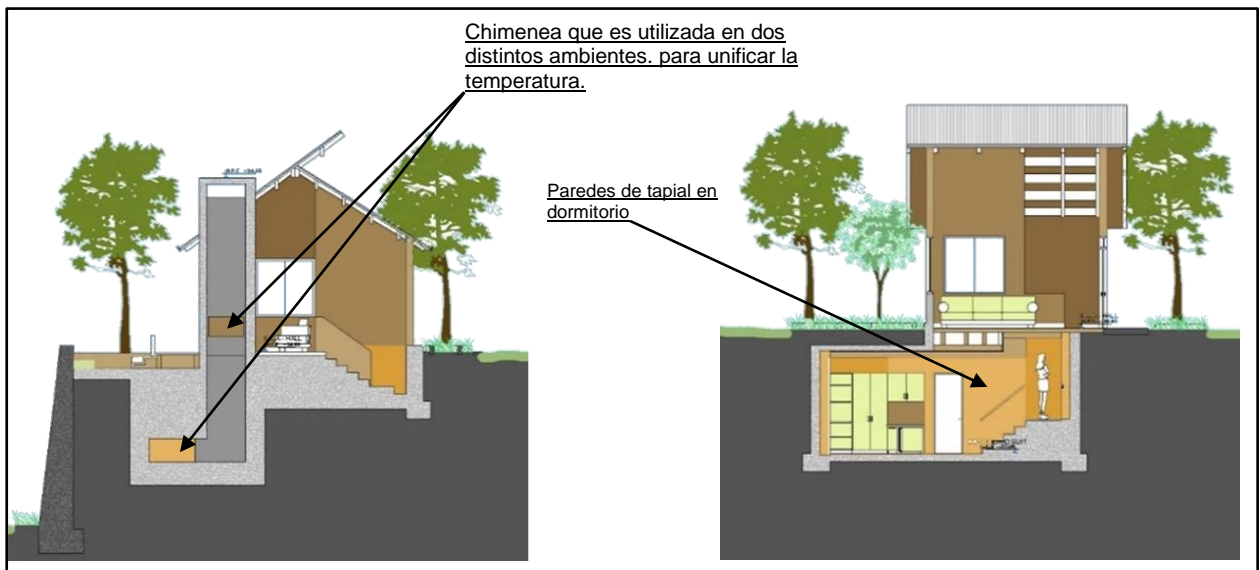 Chimenea que es utilizada en dos
distintos ambientes. para unificar la
temperatura.
Paredes de tapial en
dormitorio